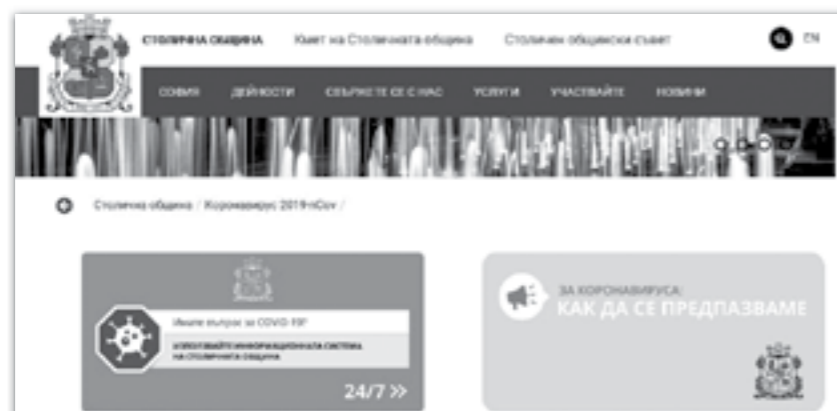 СТОЛИЧНА ОБЩИНА Кмет на Столичната община Столичен общински съвет EN
СОФИЯ ДЕЙНОСТИ СВЪРЖЕТЕ СЕ С НАС УСЛУГИ УЧАСТВАЙТЕ НОВИНИ
Столична община / Коронавирус 2019-nCov /
Имате въпрос за COVID-19?
ИЗПОЛЗВАЙТЕ ИНФОРМАЦИОННАТА СИСТЕМА
НА СТОЛИЧНАТА ОБЩИНА
24/7 »
ЗА КОРОНАВИРУСА:
КАК ДА СЕ ПРЕДПАЗВАМЕ